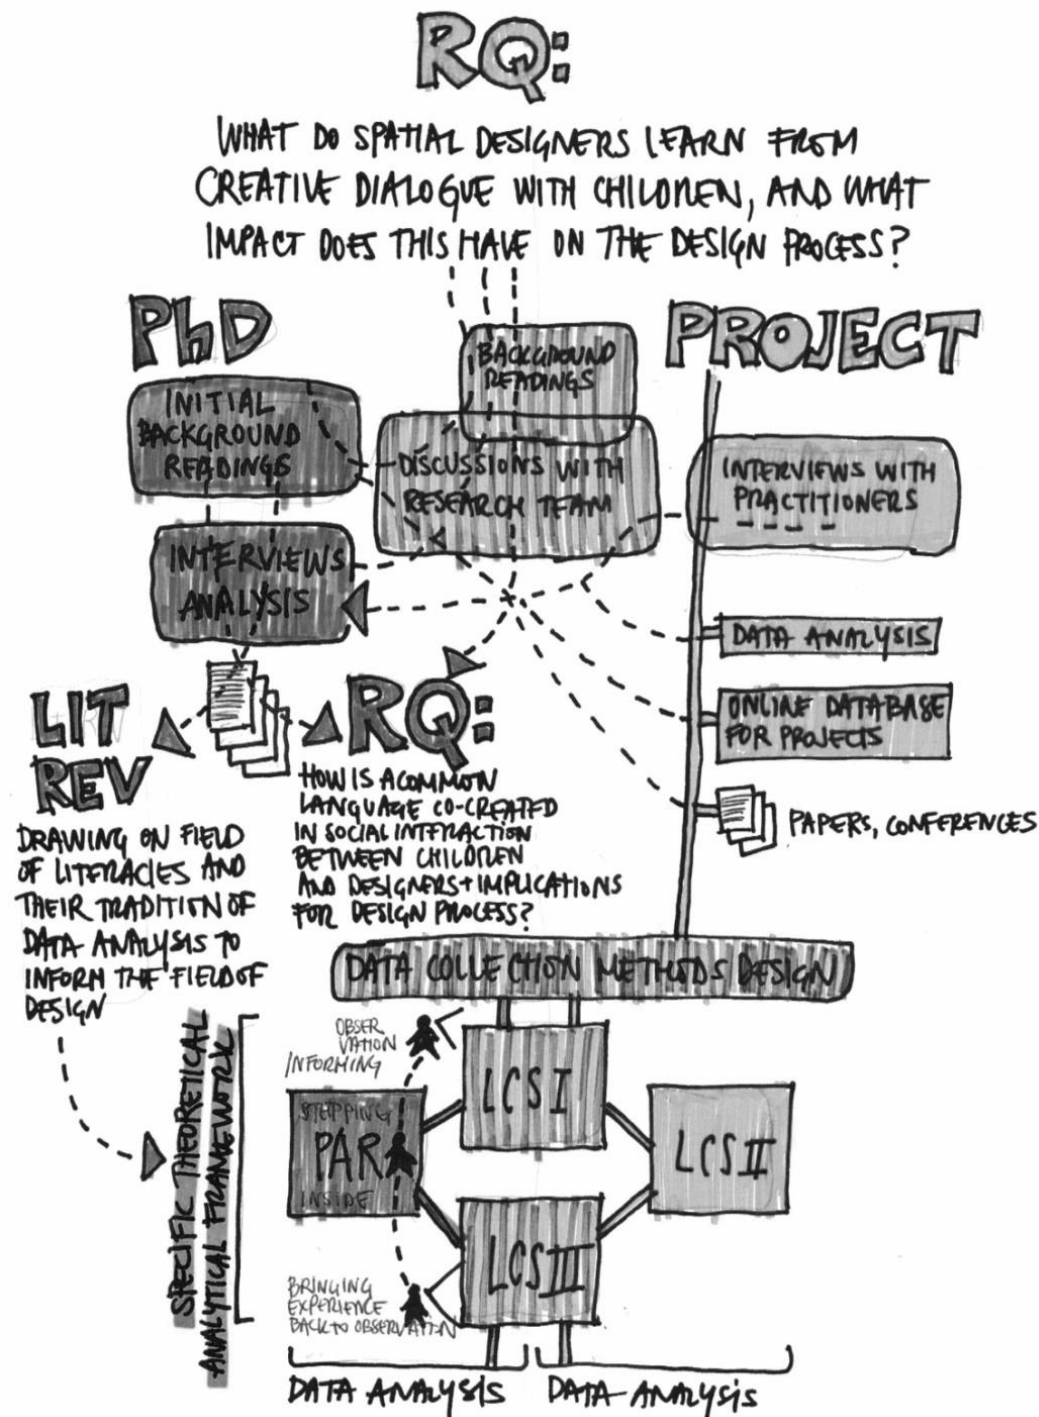 RQ:
WHAT DO SPATIAL DESIGNERS LEARN FROM
CREATIVE DIALOGUE WITH CHILDREN, AND WHAT
IMPACT DOES THIS HAVE ON THE DESIGN PROCESS?
PhD
PROJECT
BACKGROUND
READINGS
INITIAL
BACKGROUND
READINGS
DISCUSSIONS WITH
RESEARCH TEAM
INTERVIEWS WITH
PRACTITIONERS
INTERVIEWS
ANALYSIS
DATA ANALYSIS
ONLINE DATABASE
FOR PROJECTS
PAPERS, CONFERENCES
LIT
REV
DRAWING ON FIELD
OF LITERACIES AND
THEIR TRADITION OF
DATA ANALYSIS TO
INFORM THE FIELD OF
DESIGN
RQ:
HOW IS A COMMON
LANGUAGE CO-CREATED
IN SOCIAL INTERACTION
BETWEEN CHILDREN
AND DESIGNERS + IMPLICATIONS
FOR DESIGN PROCESS?
DATA COLLECTION METHODS DESIGN
SPECIFIC THEORETICAL
ANALYTICAL FRAMEWORK
OBSER
VATION
INFORMING
LCS I
STEPPING
PAR
INSIDE
LCS II
LCS III
BRINGING
EXPERIENCE
BACK TO OBSERVATION
DATA ANALYSIS
DATA ANALYSIS